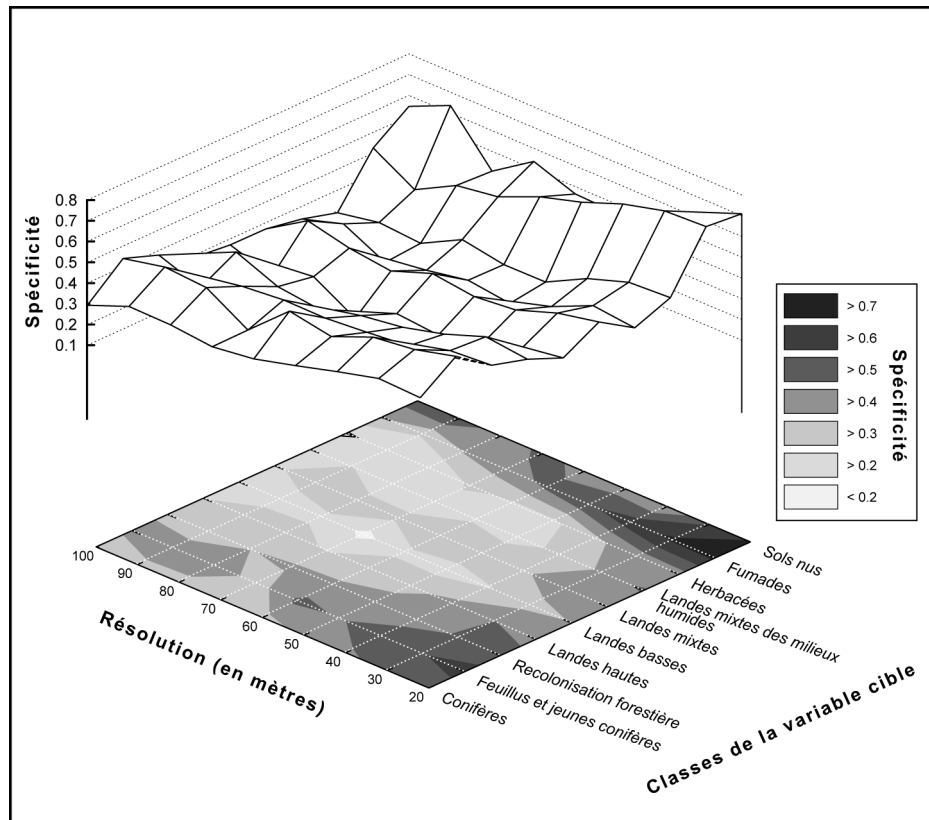 Spécificité
0.8
0.7
0.6
0.5
0.4
0.3
0.2
0.1
> 0.7
> 0.6
> 0.5
> 0.4
> 0.3
> 0.2
< 0.2
Spécificité
100
90
80
70
60
50
40
30
20
Résolution (en mètres)
Sols nus
Fumades
Herbacées
Landes mixtes des milieux
humides
Landes mixtes
Landes basses
Landes hautes
Recolonisation forestière
Feuillus et jeunes conifères
Conifères
Classes de la variable cible